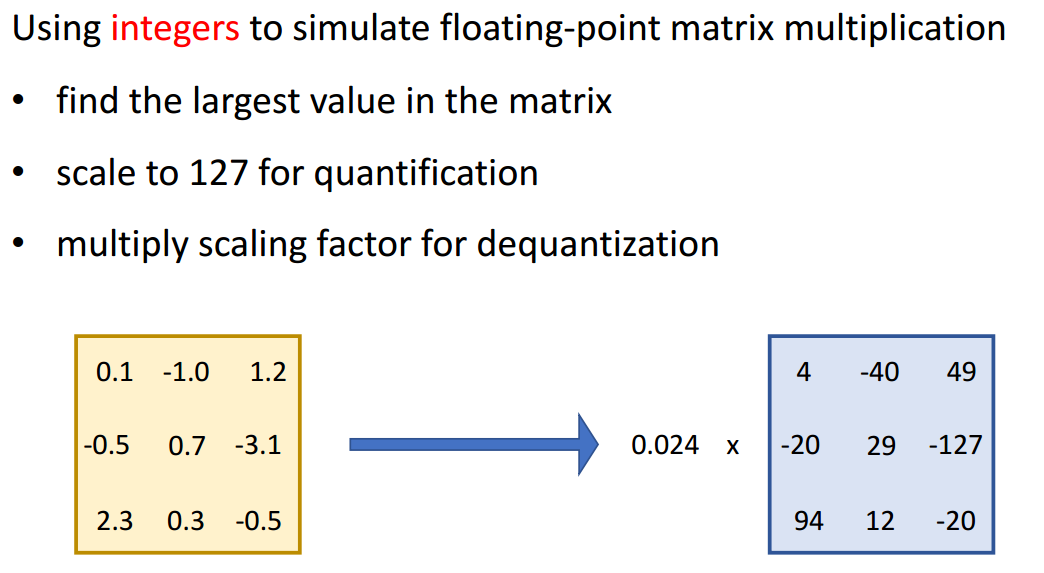 Using integers to simulate floating-point matrix multiplication
• find the largest value in the matrix
• scale to 127 for quantification
• multiply scaling factor for dequantization
0.1 -1.0 1.2
-0.5 0.7 -3.1
2.3 0.3 -0.5
0.024 x
4 -40 49
-20 29 -127
94 12 -20